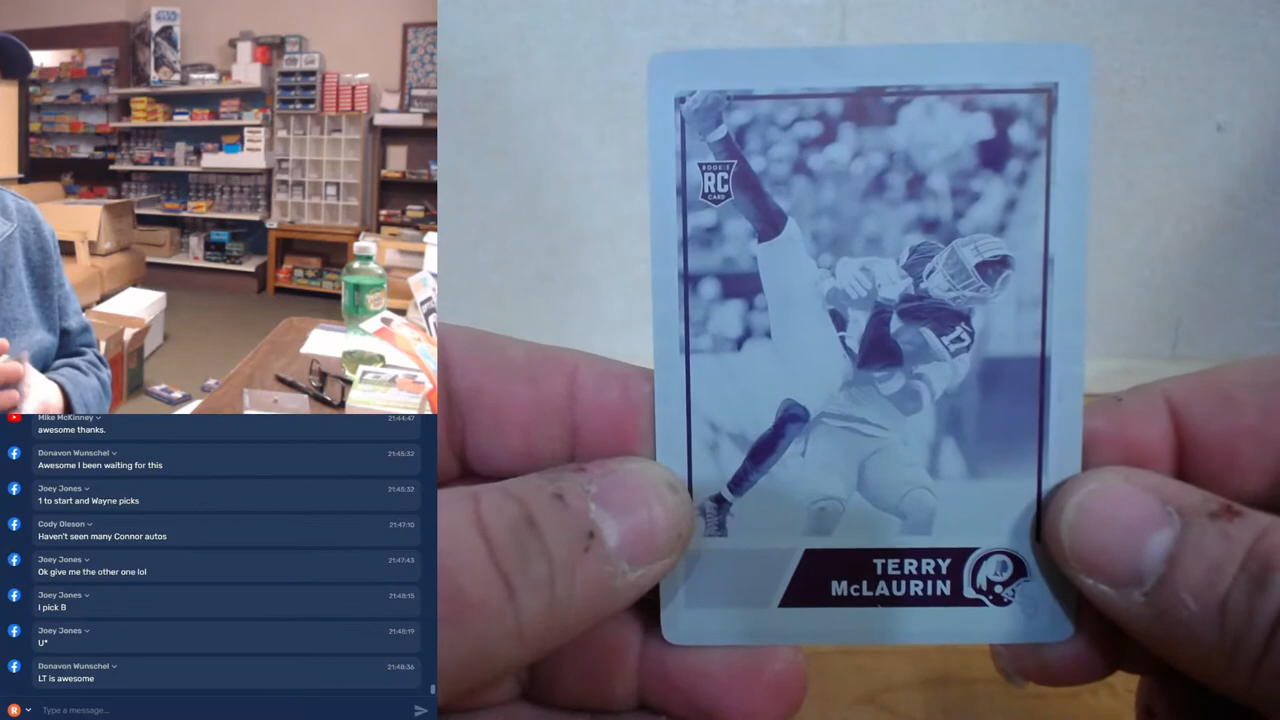 Mike McKinney
21:44:47
awesome thanks.
Donavon Wunschel
21:45:32
Awesome I been waiting for this
Joey Jones
21:45:32
1 to start and Wayne picks
Cody Oleson
21:47:10
Haven't seen many Connor autos
Joey Jones
21:47:43
Ok give me the other one lol
Joey Jones
21:48:15
I pick B
Joey Jones
21:48:19
U*
Donavon Wunschel
21:48:36
LT is awesome
R
Type a message...
ROOKIE
RC
CARD
17
TERRY
McLAURIN